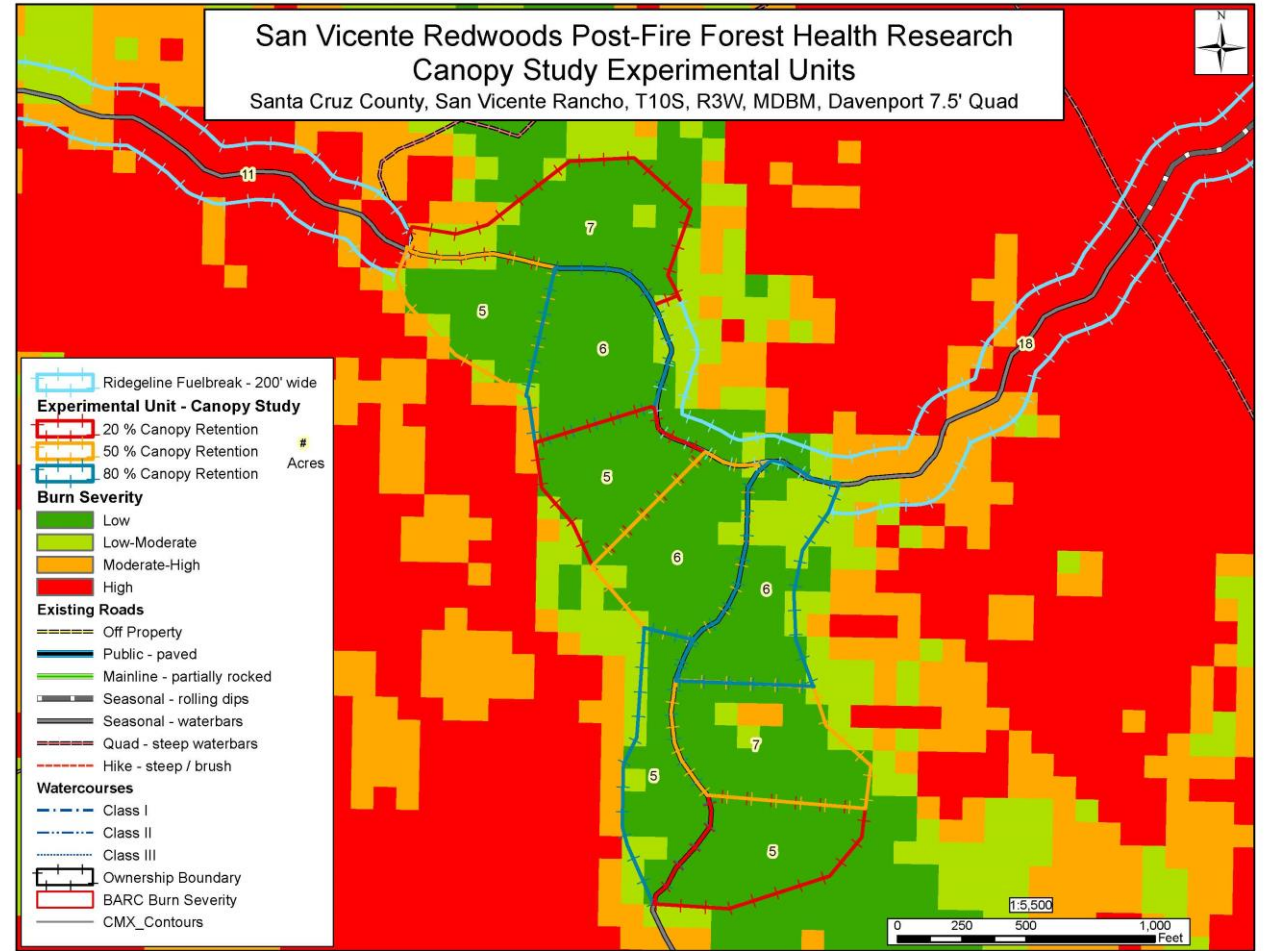 San Vicente Redwoods Post-Fire Forest Health Research
Canopy Study Experimental Units
Santa Cruz County, San Vicente Rancho, T10S, R3W, MDBM, Davenport 7.5' Quad
N
11
7
5
6
18
5
6
6
7
5
5
Ridgeline Fuelbreak - 200' wide
Experimental Unit - Canopy Study
20 % Canopy Retention
50 % Canopy Retention
80 % Canopy Retention
#
Acres
Burn Severity
Low
Low-Moderate
Moderate-High
High
Existing Roads
Off Property
Public - paved
Mainline - partially rocked
Seasonal - rolling dips
Seasonal - waterbars
Quad - steep waterbars
Hike - steep / brush
Watercourses
Class I
Class II
Class III
Ownership Boundary
BARC Burn Severity
CMX_Contours
1:5,500
0 250 500 1,000
Feet